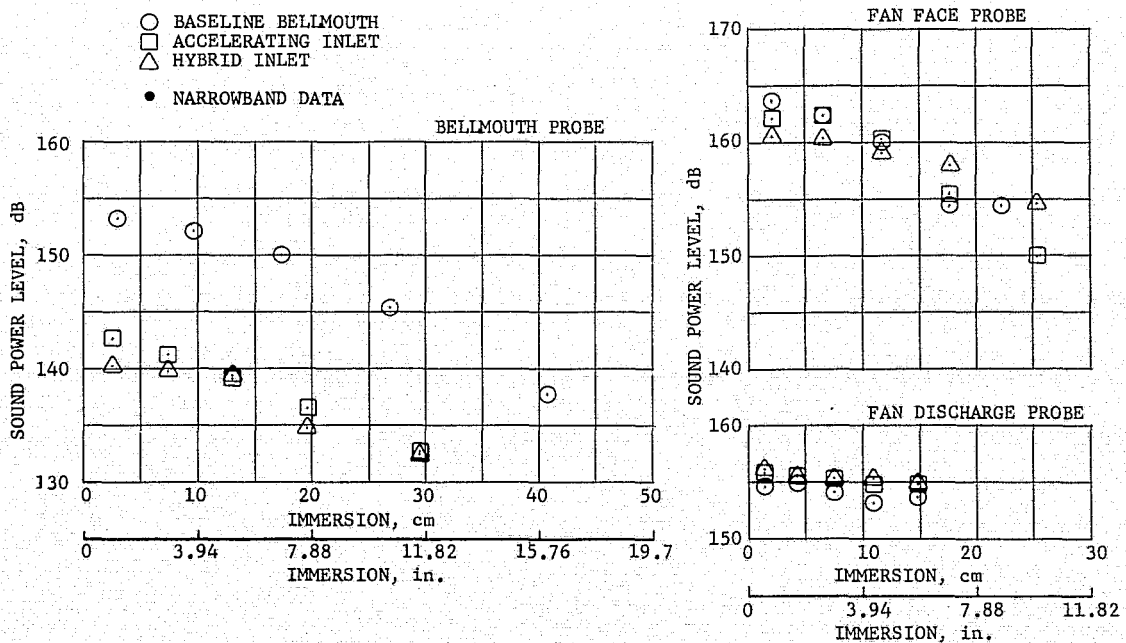 BASELINE BELLMOUTH
ACCELERATING INLET
HYBRID INLET
NARROWBAND DATA
BELLMOUTH PROBE
160
150
140
130
SOUND POWER LEVEL, dB
0 10 20 30 40 50
IMMERSION, cm
0 3.94 7.88 11.82 15.76 19.7
IMMERSION, in.
FAN FACE PROBE
170
160
150
140
SOUND POWER LEVEL, dB
FAN DISCHARGE PROBE
160
150
0 10 20 30
IMMERSION, cm
0 3.94 7.88 11.82
IMMERSION, in.